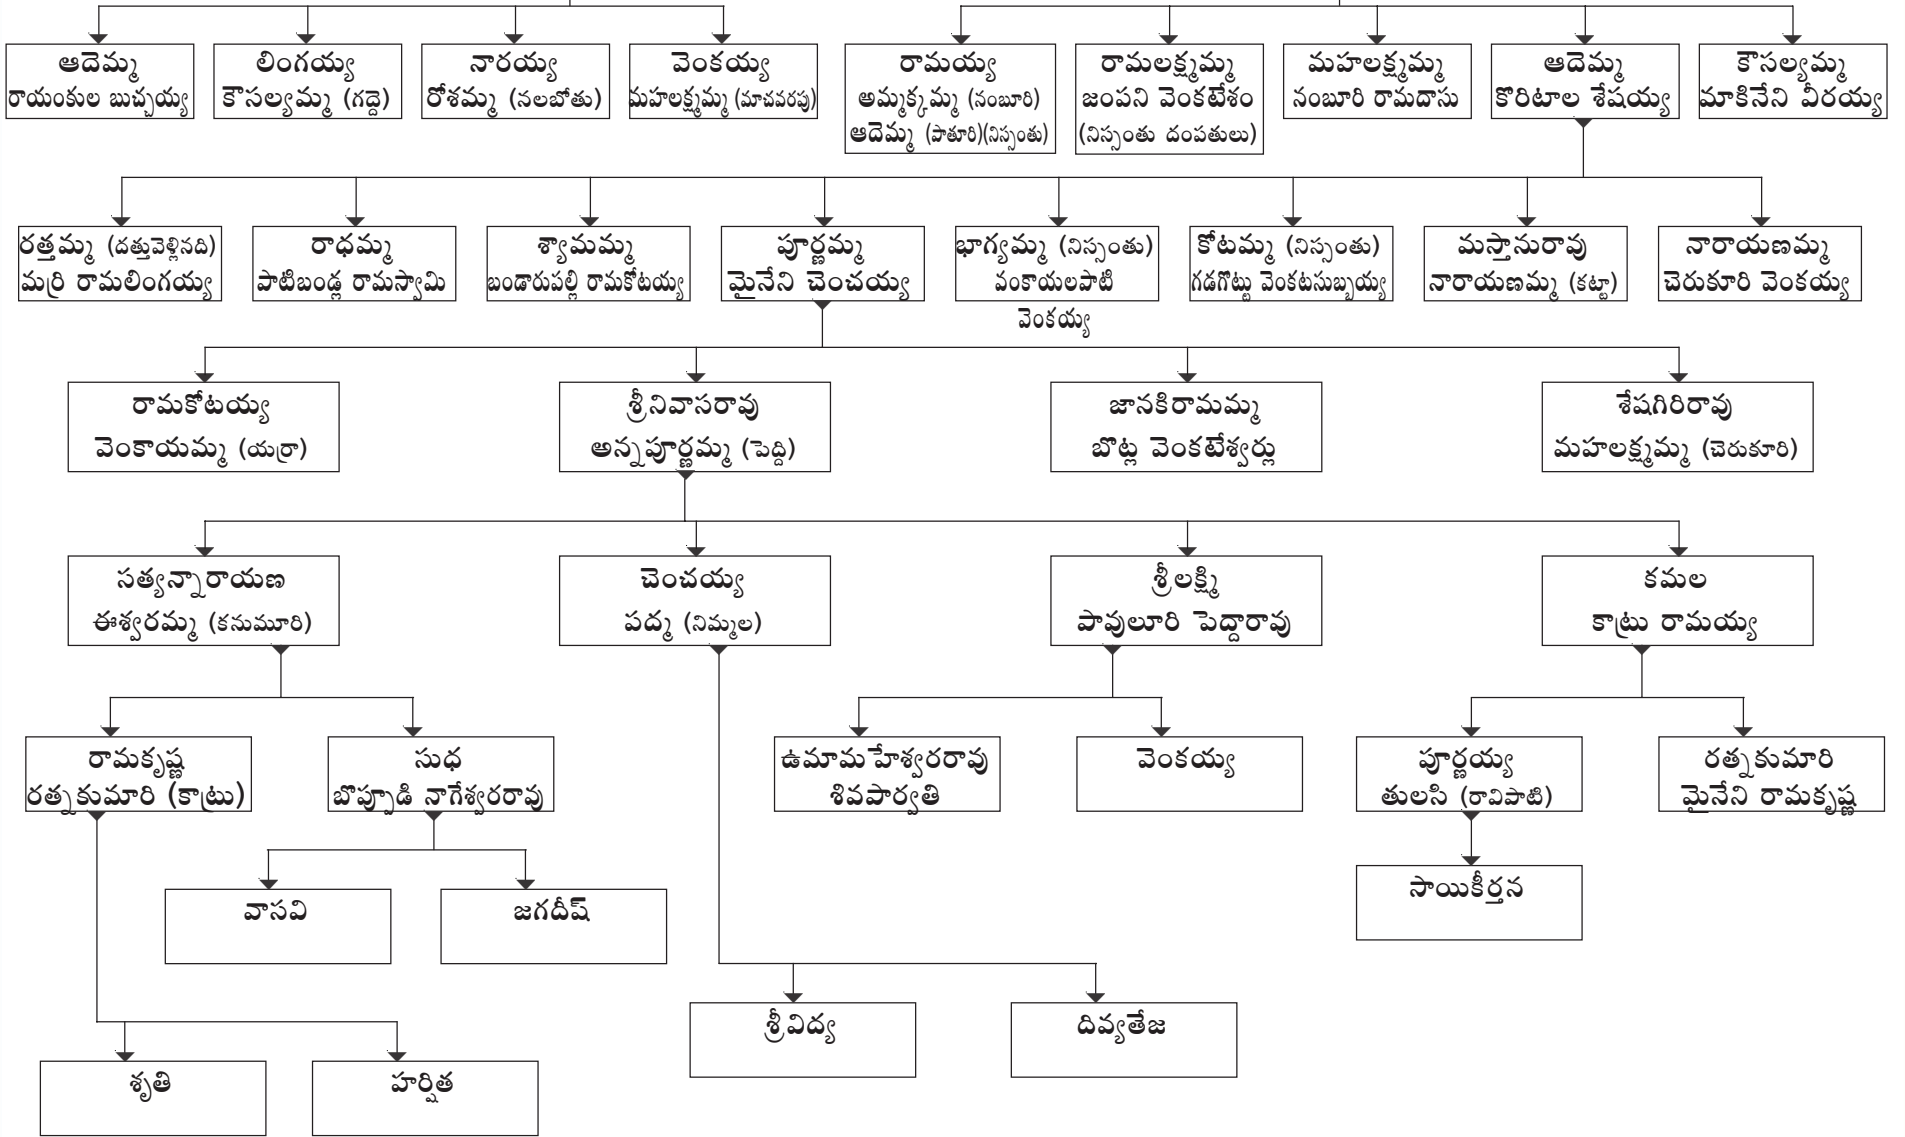 ఆదెమ్మ
రాయంకుల బుచ్చయ్య
లింగయ్య
కౌసల్యమ్మ (గద్దె)
నారయ్య
రోశమ్మ (నలబోతు)
వెంకయ్య
మహలక్ష్మమ్మ (మాచవరపు)
రామయ్య
అమ్మక్కమ్మ (నంబూరి)
ఆదెమ్మ (పాతూరి)(నిస్సంతు)
రామలక్ష్మమ్మ
జంపని వెంకటేశం
(నిస్సంతు దంపతులు)
మహలక్ష్మమ్మ
నంబూరి రామదాసు
ఆదెమ్మ
కొరిటాల శేషయ్య
కౌసల్యమ్మ
మాకినేని వీరయ్య
రత్తమ్మ (దత్తువెళ్లినది)
మర్రి రామలింగయ్య
రాధమ్మ
పాటిబండ్ల రామస్వామి
శ్యామమ్మ
బండారుపల్లీ రామకోటయ్య
పూర్ణమ్మ
మైనేని చెంచయ్య
భాగ్యమ్మ (నిస్సంతు)
వంకాయలపాటి
వెంకయ్య
కోటమ్మ (నిస్సంతు)
గడగొట్టు వెంకటసుబ్బయ్య
మస్తానురావు
నారాయణమ్మ (కట్టా)
నారాయణమ్మ
చెరుకూరి వెంకయ్య
రామకోటయ్య
వెంకాయమ్మ (యర్రా)
శ్రీనివాసరావు
అన్నపూర్ణమ్మ (పెద్ది)
జానకిరామమ్మ
బొట్ల వెంకటేశ్వర్లు
శేషగిరిరావు
మహలక్ష్మమ్మ (చెరుకూరి)
సత్యన్నారాయణ
ఈశ్వరమ్మ (కనుమూరి)
చెంచయ్య
పద్మ (నిమ్మల)
శ్రీలక్ష్మి
పావులూరి పెద్దారావు
కమల
కాట్రు రామయ్య
రామకృష్ణ
రత్నకుమారి (కాట్రు)
సుధ
బొప్పూడి నాగేశ్వరరావు
ఉమామహేశ్వరరావు
శివపార్వతి
వెంకయ్య
పూర్ణయ్య
తులసి (రావిపాటి)
రత్నకుమారి
మైనేని రామకృష్ణ
వాసవి
జగదీష్
సాయికీర్తన
శ్రీవిద్య
దివ్యతేజ
శృతి
హర్షిత